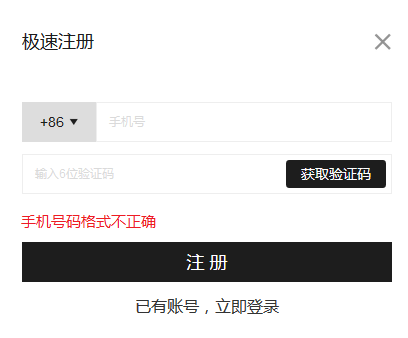 极速注册
+86 手机号
输入6位验证码 获取验证码
手机号码格式不正确
注 册
已有账号，立即登录